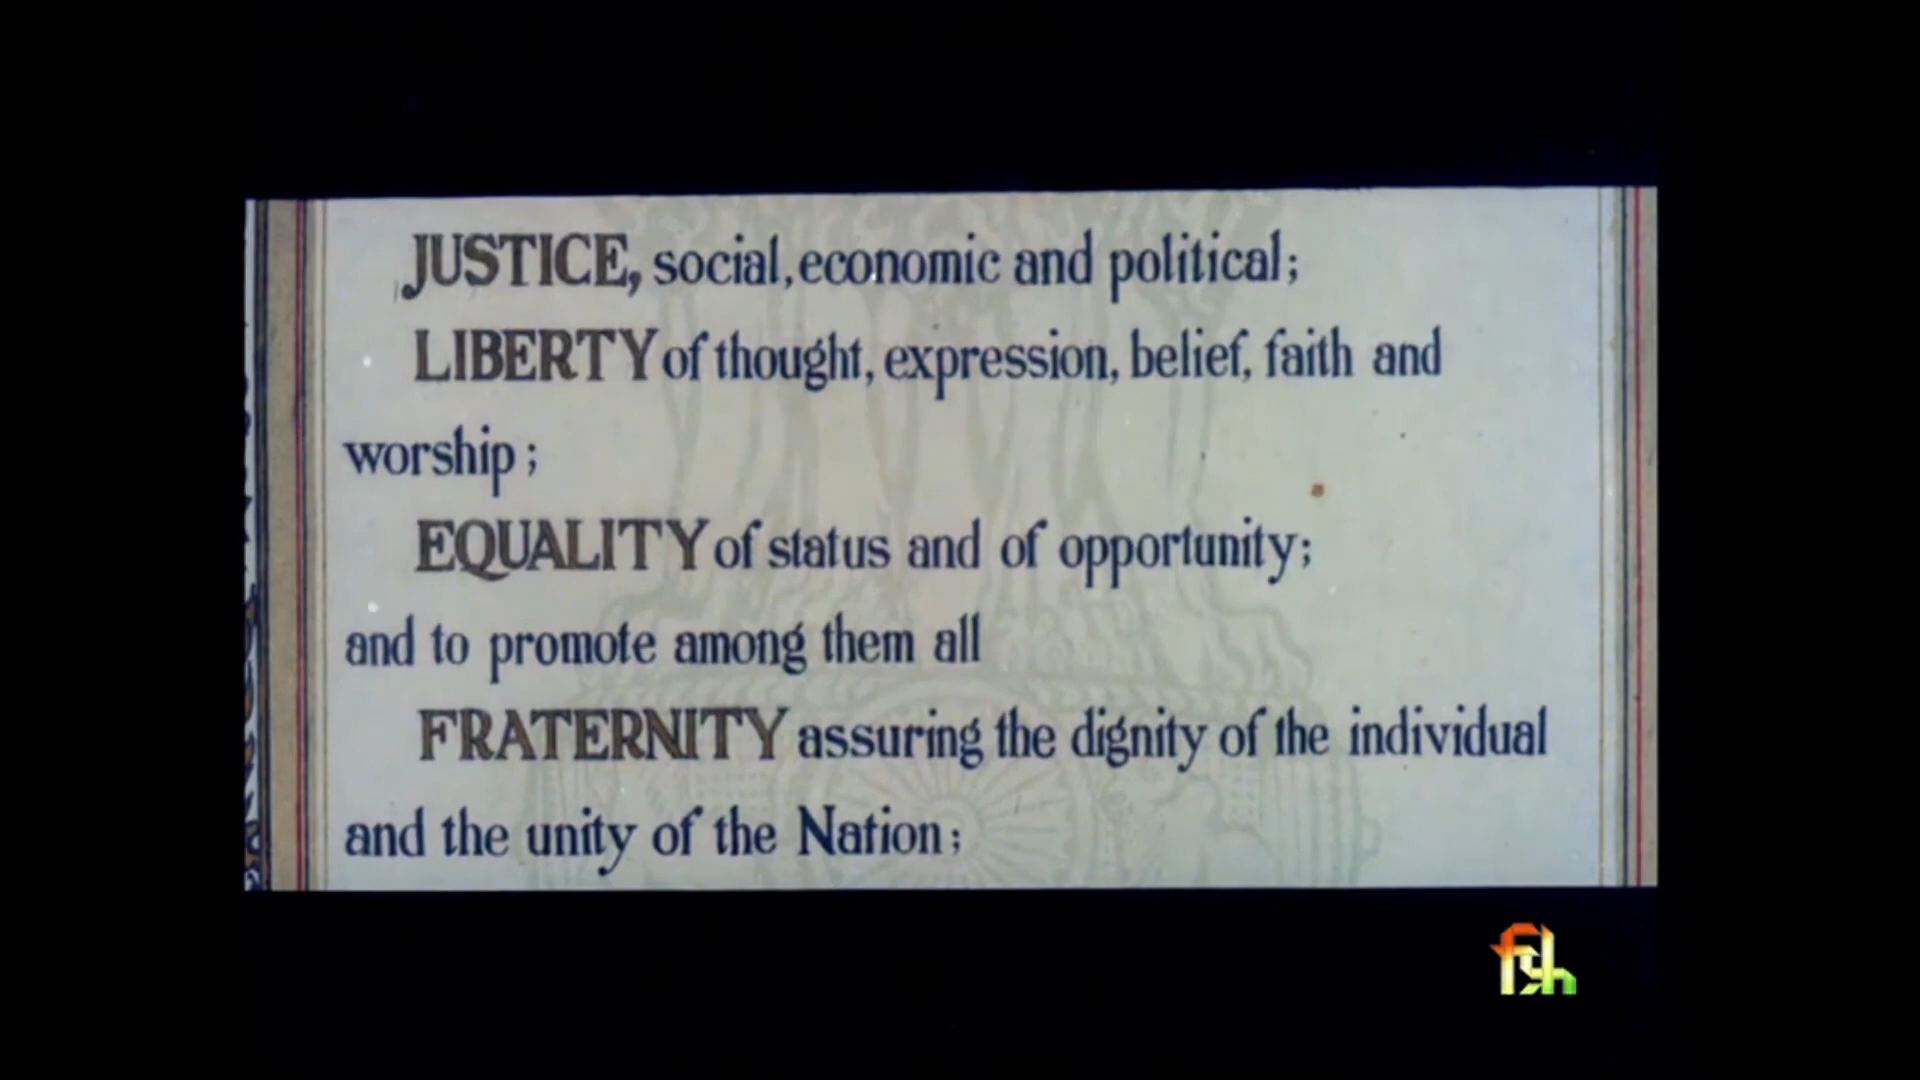 JUSTICE, social, economic and political;
LIBERTY of thought, expression, belief, faith and
worship;
EQUALITY of status and of opportunity;
and to promote among them all
FRATERNITY assuring the dignity of the individual
and the unity of the Nation;